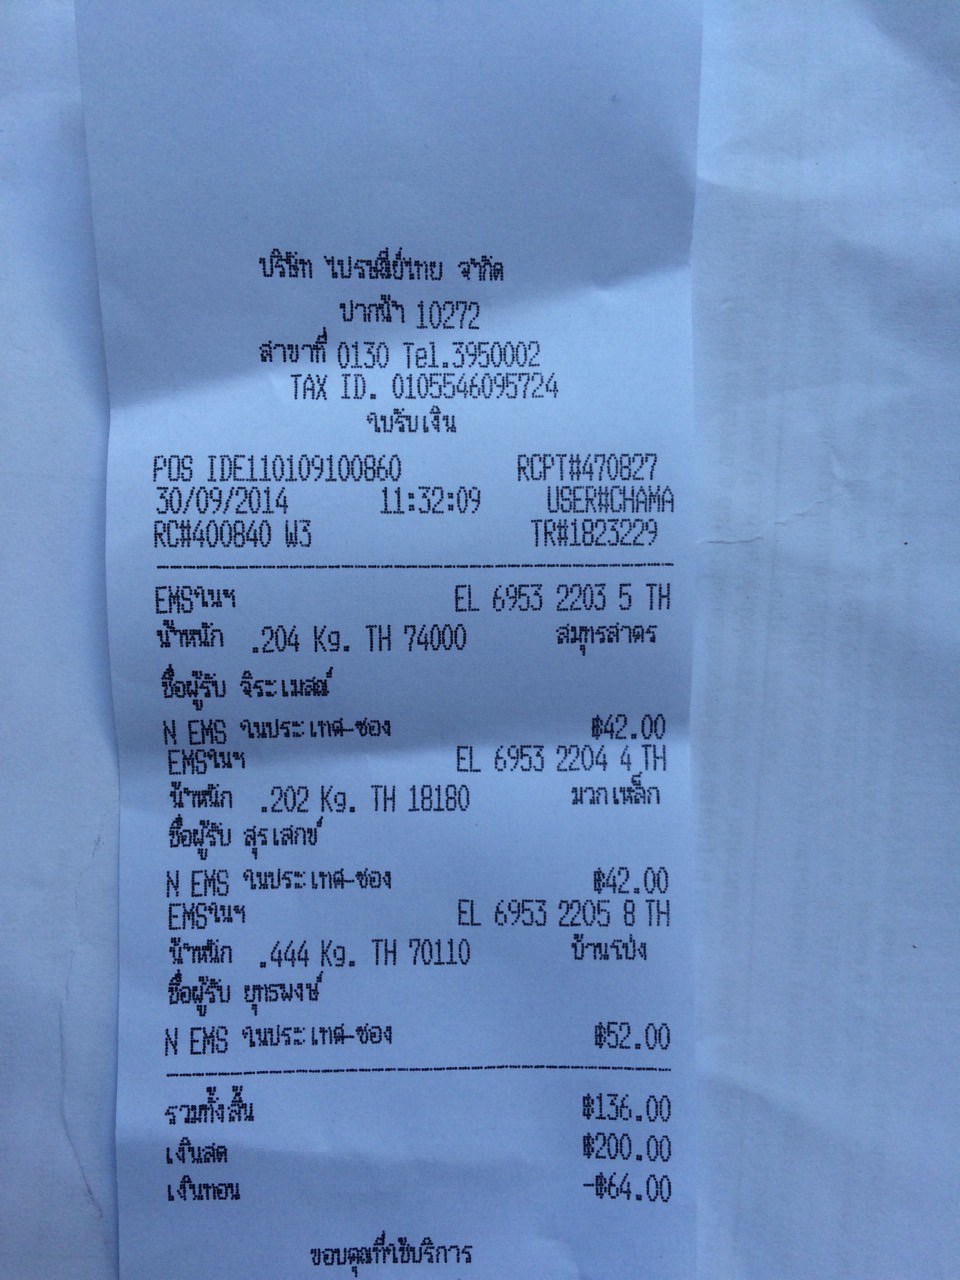 บริษัท ไปรษณีย์ไทย จำกัด
ปากน้ำ 10272
สาขาที่ 0130 Tel.3950002
TAX ID. 0105546095724
ใบรับเงิน
POS IDE110109100860 RCPT#470827
30/09/2014 11:32:09 USER#CHAMA
RC#400840 W3 TR#1823229
EMSในฯ EL 6953 2203 5 TH
น้ำหนัก .204 Kg. TH 74000 สมุทรสาคร
ชื่อผู้รับ จิระเมศณ์
N EMS ในประเทศ-ซอง ฿42.00
EMSในฯ EL 6953 2204 4 TH
น้ำหนัก .202 Kg. TH 18180 มวกเหล็ก
ชื่อผู้รับ สุรเสกข์
N EMS ในประเทศ-ซอง ฿42.00
EMSในฯ EL 6953 2205 8 TH
น้ำหนัก .444 Kg. TH 70110 บ้านโป่ง
ชื่อผู้รับ ยุทธพงษ์
N EMS ในประเทศ-ซอง ฿52.00
รวมทั้งสิ้น ฿136.00
เงินสด ฿200.00
เงินทอน -฿64.00
ขอบคุณที่ใช้บริการ